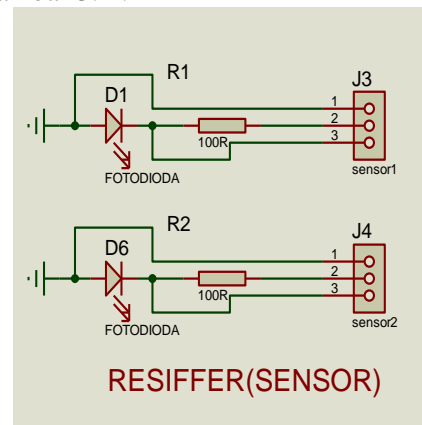 R1
J3
D1
1
2
3
100R
FOTODIODA
sensor1
R2
J4
D6
1
2
3
100R
FOTODIODA
sensor2
RESIFFER(SENSOR)